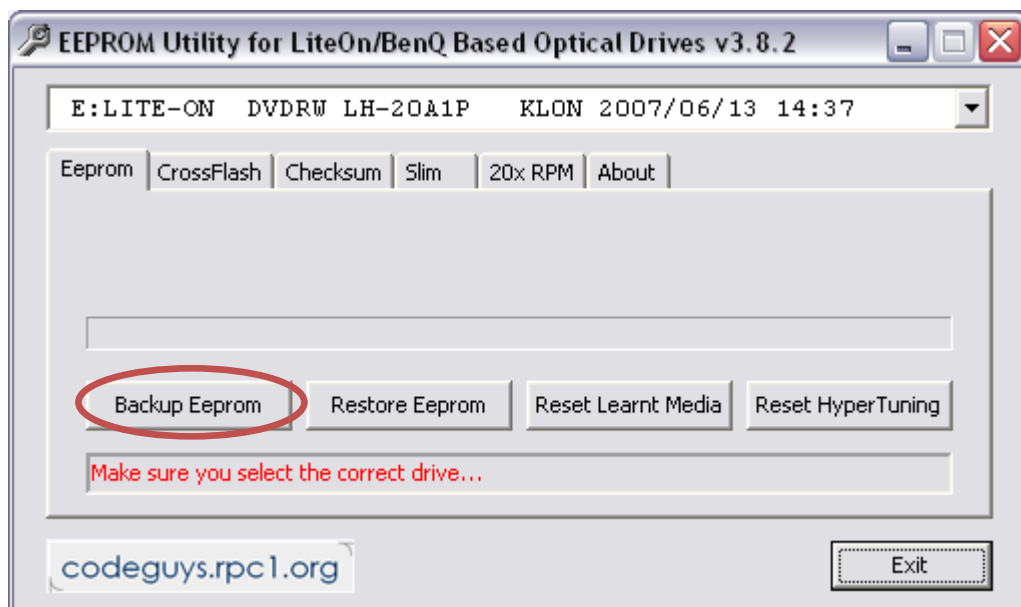 EEPROM Utility for LiteOn/BenQ Based Optical Drives v3.8.2
E:LITE-ON DVDRW LH-20A1P KL0N 2007/06/13 14:37
Eeprom CrossFlash Checksum Slim 20x RPM About
Backup Eeprom Restore Eeprom Reset Learnt Media Reset HyperTuning
Make sure you select the correct drive...
codeguys.rpc1.org Exit